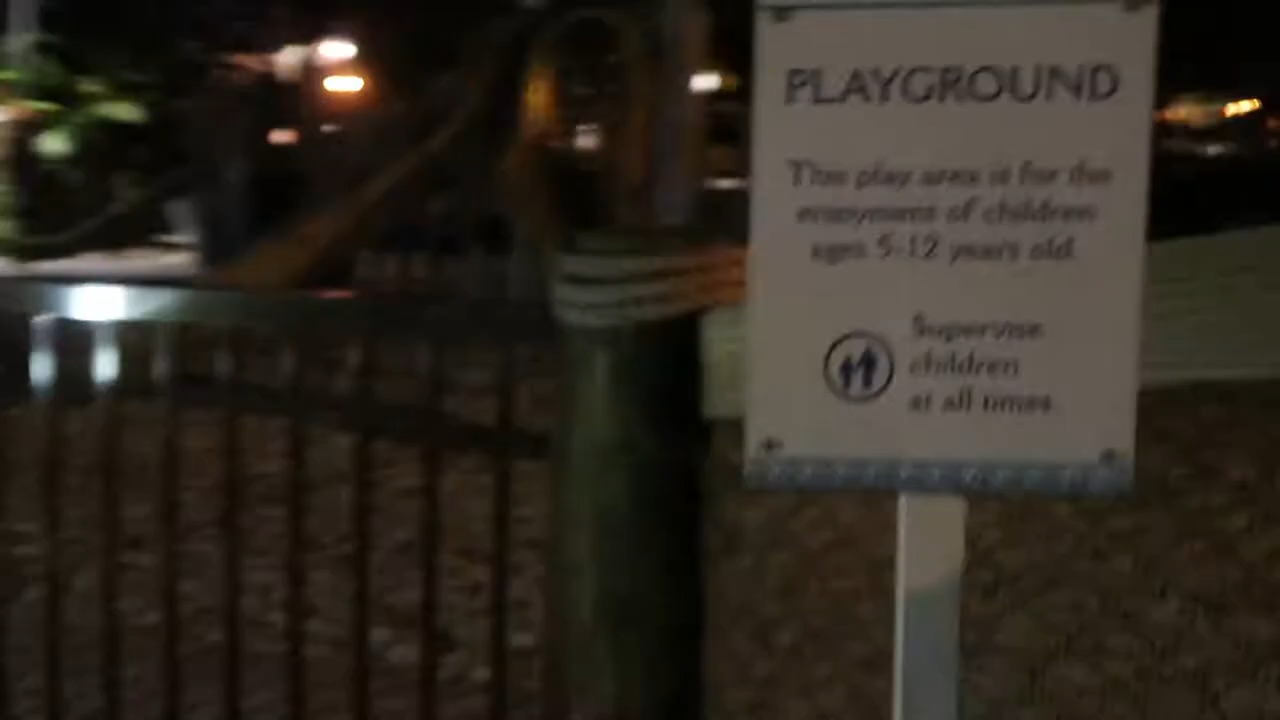 PLAYGROUND
This play area is for the
enjoyment of children
ages 5-12 years old.
Supervise
children
at all times.